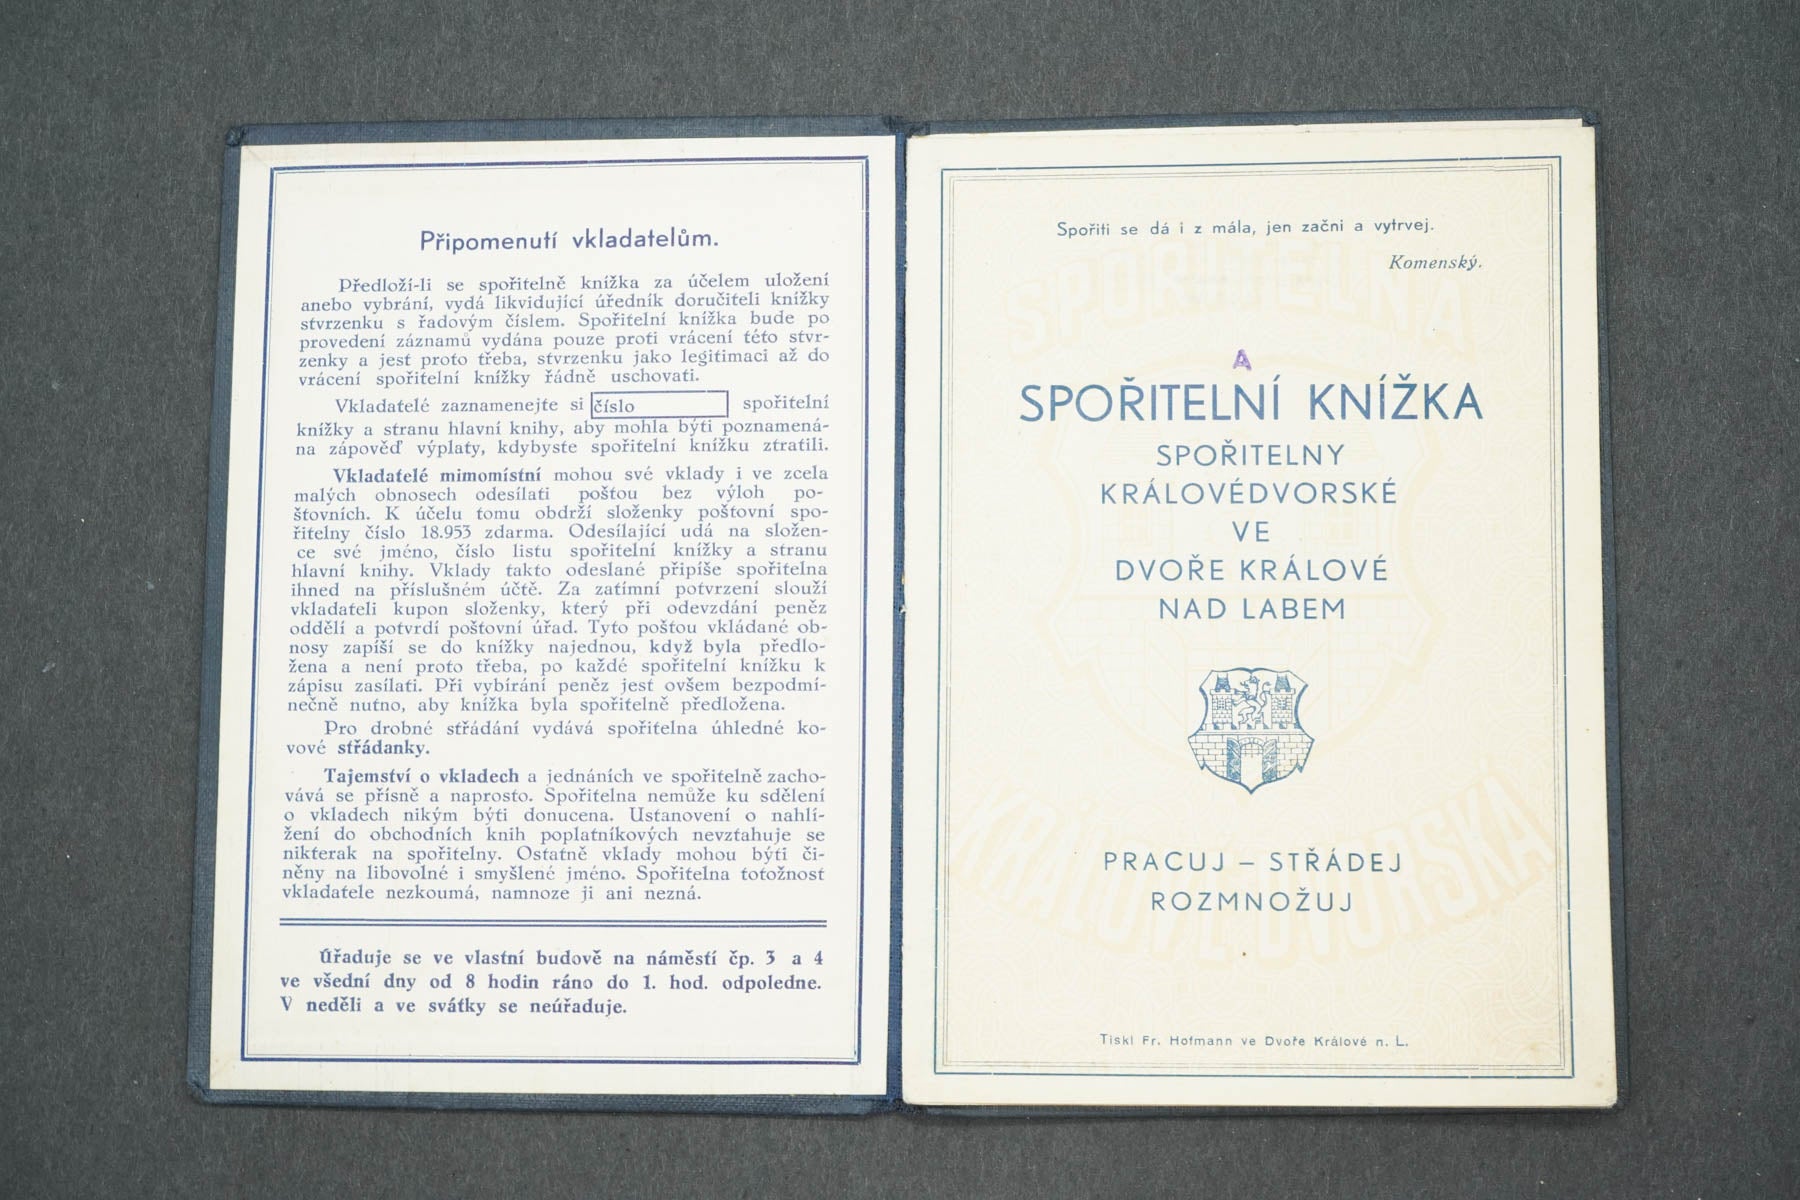 Připomenutí vkladatelům.
Předloží-li se spořitelně knížka za účelem uložení
anebo vybrání, vydá likvidující úředník doručiteli knížky
stvrzenku s řadovým číslem. Spořitelní knížka bude po
provedení záznamů vydána pouze proti vrácení této stvr-
zenky a jest proto třeba, stvrzenku jako legitimaci až do
vrácení spořitelní knížky řádně uschovati.
Vkladatelé zaznamenejte si číslo spořitelní
knížky a stranu hlavní knihy, aby mohla býti poznamená-
na zápověď výplaty, kdybyste spořitelní knížku ztratili.
Vkladatelé mimomístní mohou své vklady i ve zcela
malých obnosech odesílati poštou bez výloh po-
štovních. K účelu tomu obdrží složenky poštovní spo-
řitelny číslo 18.953 zdarma. Odesílající udá na složen-
ce své jméno, číslo listu spořitelní knížky a stranu
hlavní knihy. Vklady takto odeslané připíše spořitelna
ihned na příslušném účtě. Za zatímní potvrzení slouží
vkladateli kupon složenky, který při odevzdání peněz
oddělí a potvrdí poštovní úřad. Tyto poštou vkládané ob-
nosy zapíší se do knížky najednou, když byla předlo-
žena a není proto třeba, po každé spořitelní knížku k
zápisu zasílati. Při vybírání peněz jest ovšem bezpodmí-
nečně nutno, aby knížka byla spořitelně předložena.
Pro drobné střádání vydává spořitelna úhledné ko-
vové střádanky.
Tajemství o vkladech a jednáních ve spořitelně zacho-
vává se přísně a naprosto. Spořitelna nemůže ku sdělení
o vkladech nikým býti donucena. Ustanovení o nahlí-
žení do obchodních knih poplatníkových nevztahuje se
nikterak na spořitelny. Ostatně vklady mohou býti či-
něny na libovolné i smyšlené jméno. Spořitelna totožnost
vkladatele nezkoumá, namnoze ji ani nezná.
Úřaduje se ve vlastní budově na náměstí čp. 3 a 4
ve všední dny od 8 hodin ráno do 1. hod. odpoledne.
V neděli a ve svátky se neúřaduje.
Spořiti se dá i z mála, jen začni a vytrvej.
Komenský.
SPOŘITELNA
A
SPOŘITELNÍ KNÍŽKA
SPOŘITELNY
KRÁLOVÉDVORSKÉ
VE
DVOŘE KRÁLOVÉ
NAD LABEM
KRÁLOVÉDVORSKÁ
PRACUJ – STŘÁDEJ
ROZMNOŽUJ
Tiskl Fr. Hofmann ve Dvoře Králové n. L.